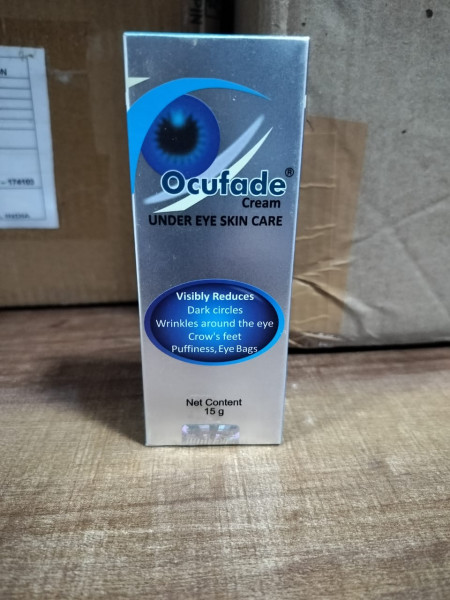 Ocufade®
Cream
UNDER EYE SKIN CARE
Visibly Reduces
Dark circles
Wrinkles around the eye
Crow's feet
Puffiness, Eye Bags
Net Content
15 g